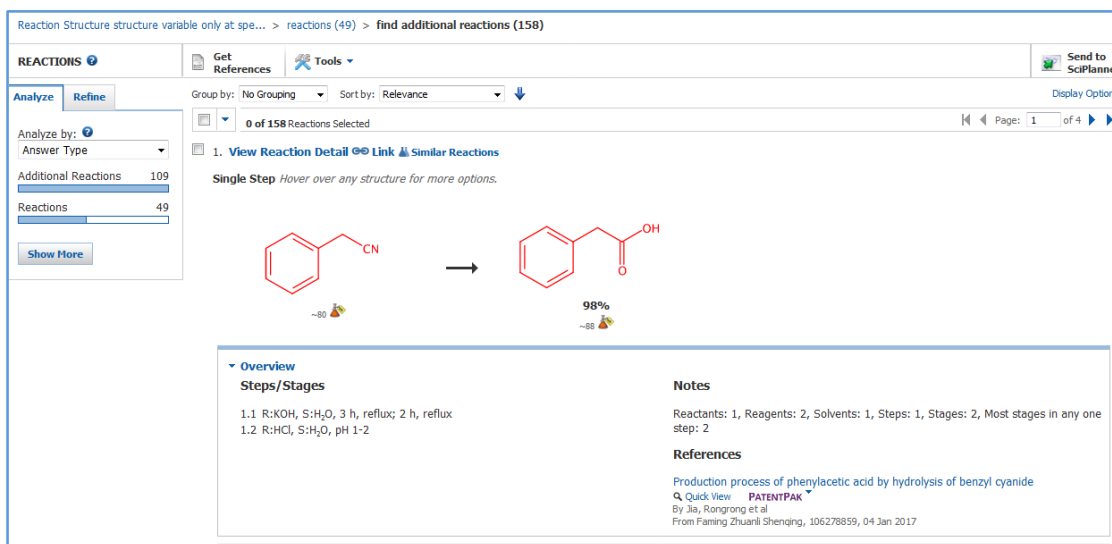 Reaction Structure structure variable only at spe... > reactions (49) > find additional reactions (158)
REACTIONS ?
Get References
Tools
Send to
SciPlanne
Analyze Refine
Group by: No Grouping Sort by: Relevance
Display Option
0 of 158 Reactions Selected
Page: 1 of 4
Analyze by: ?
Answer Type
Additional Reactions 109
Reactions 49
Show More
1. View Reaction Detail Link Similar Reactions
Single Step Hover over any structure for more options.
CN
OH
O
98%
~80
~88
Overview
Steps/Stages
1.1 R:KOH, S:H₂O, 3 h, reflux; 2 h, reflux
1.2 R:HCl, S:H₂O, pH 1-2
Notes
Reactants: 1, Reagents: 2, Solvents: 1, Steps: 1, Stages: 2, Most stages in any one
step: 2
References
Production process of phenylacetic acid by hydrolysis of benzyl cyanide
Quick View PATENTPAK
By Jia, Rongrong et al
From Faming Zhuanli Shenqing, 106278859, 04 Jan 2017